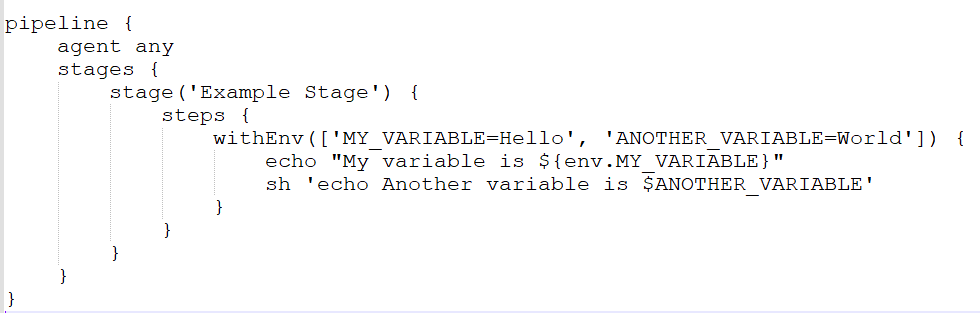 pipeline {
    agent any
    stages {
        stage('Example Stage') {
            steps {
                withEnv(['MY_VARIABLE=Hello', 'ANOTHER_VARIABLE=World']) {
                    echo "My variable is ${env.MY_VARIABLE}"
                    sh 'echo Another variable is $ANOTHER_VARIABLE'
                }
            }
        }
    }
}